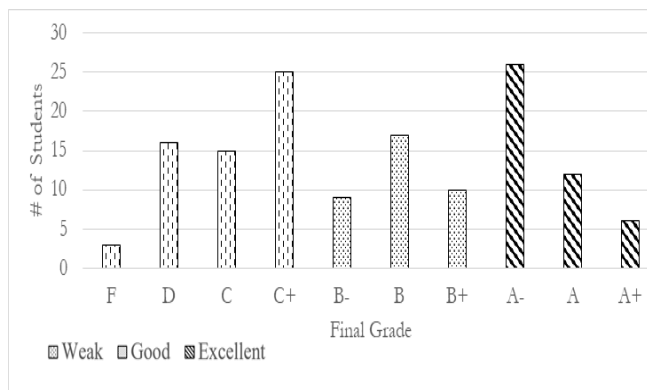 30
25
20
15
10
5
0
# of Students
F D C C+ B- B B+ A- A A+
Final Grade
Weak Good Excellent